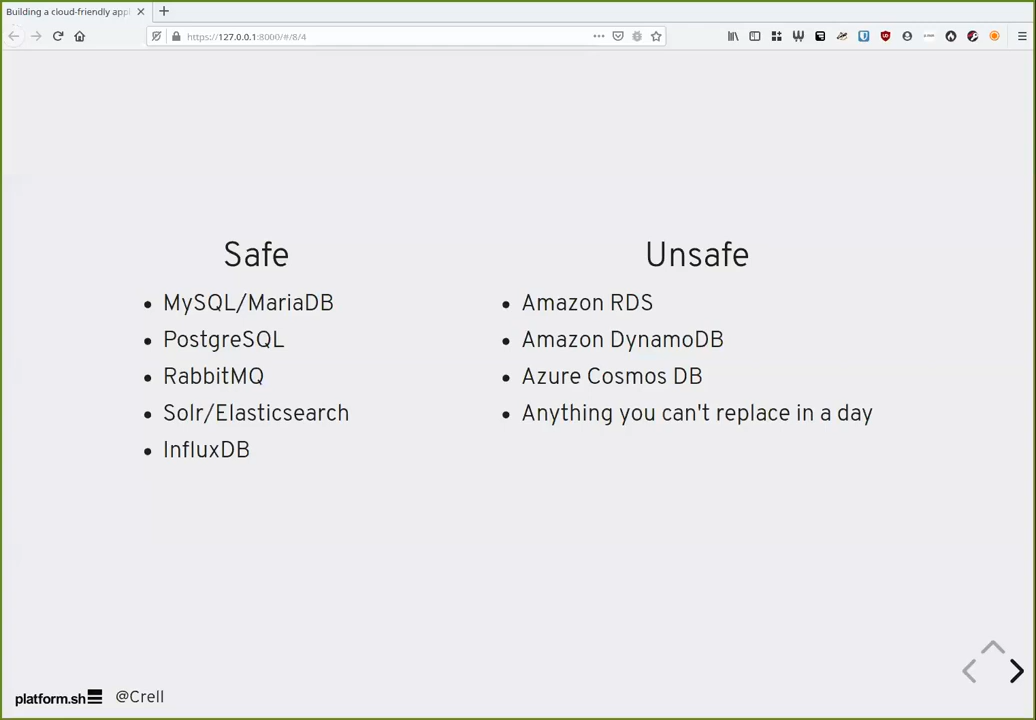 Building a cloud-friendly appl
https://127.0.0.1:8000/#/8/4
Safe
MySQL/MariaDB
PostgreSQL
RabbitMQ
Solr/Elasticsearch
InfluxDB
Unsafe
Amazon RDS
Amazon DynamoDB
Azure Cosmos DB
Anything you can't replace in a day
platform.sh @Crell